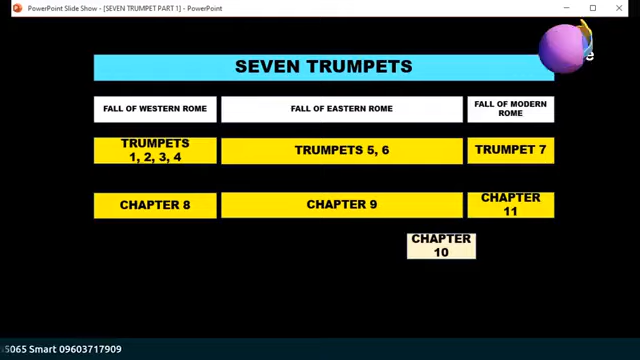 PowerPoint Slide Show - [SEVEN TRUMPET PART 1] - PowerPoint
SEVEN TRUMPETS
FALL OF WESTERN ROME
FALL OF EASTERN ROME
FALL OF MODERN
ROME
TRUMPETS
1, 2, 3, 4
TRUMPETS 5, 6
TRUMPET 7
CHAPTER 8
CHAPTER 9
CHAPTER
11
CHAPTER
10
5065 Smart 09603717909